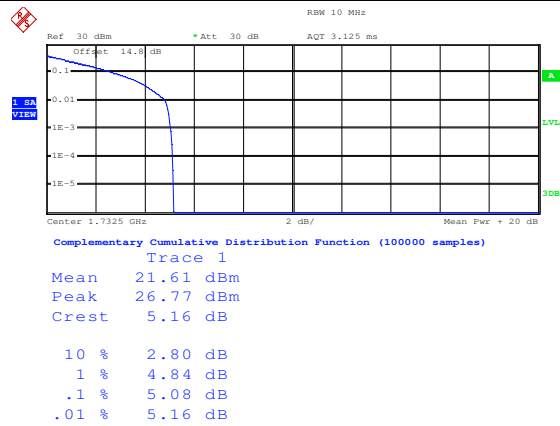 RBW 10 MHz
Ref 30 dBm *Att 30 dB AQT 3.125 ms
Offset 14.8 dB
0.1
A
0.01
1 SA
VIEW
1E-3
LVL
1E-4
1E-5
3DB
Center 1.7325 GHz 2 dB/ Mean Pwr + 20 dB
Complementary Cumulative Distribution Function (100000 samples)
Trace 1
Mean 21.61 dBm
Peak 26.77 dBm
Crest 5.16 dB
10 % 2.80 dB
1 % 4.84 dB
.1 % 5.08 dB
.01 % 5.16 dB